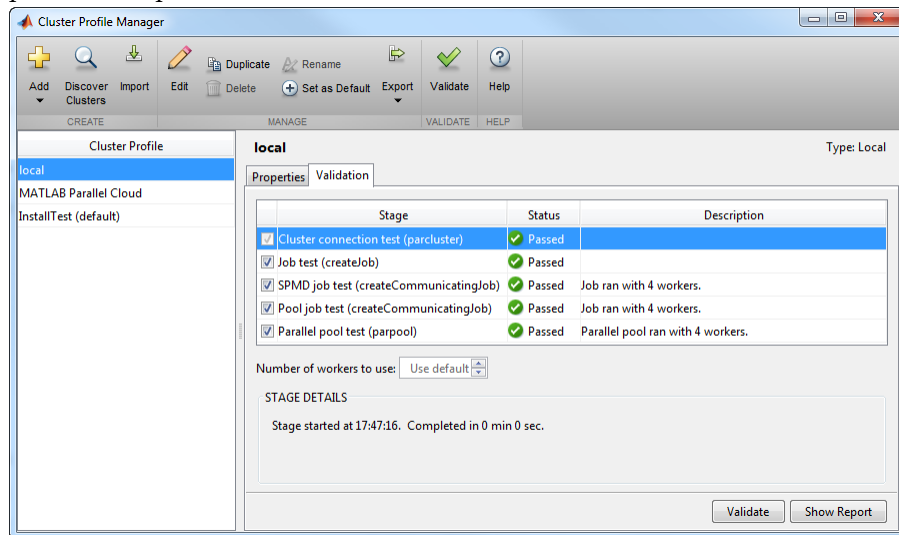 Cluster Profile Manager
Add
Discover Clusters
Import
Edit
Duplicate
Delete
Rename
Set as Default
Export
Validate
Help
CREATE
MANAGE
VALIDATE
HELP
Cluster Profile
local
MATLAB Parallel Cloud
InstallTest (default)
local
Type: Local
Properties
Validation
Stage Status Description
Cluster connection test (parcluster) Passed
Job test (createJob) Passed
SPMD job test (createCommunicatingJob) Passed Job ran with 4 workers.
Pool job test (createCommunicatingJob) Passed Job ran with 4 workers.
Parallel pool test (parpool) Passed Parallel pool ran with 4 workers.
Number of workers to use: Use default
STAGE DETAILS
Stage started at 17:47:16. Completed in 0 min 0 sec.
Validate
Show Report